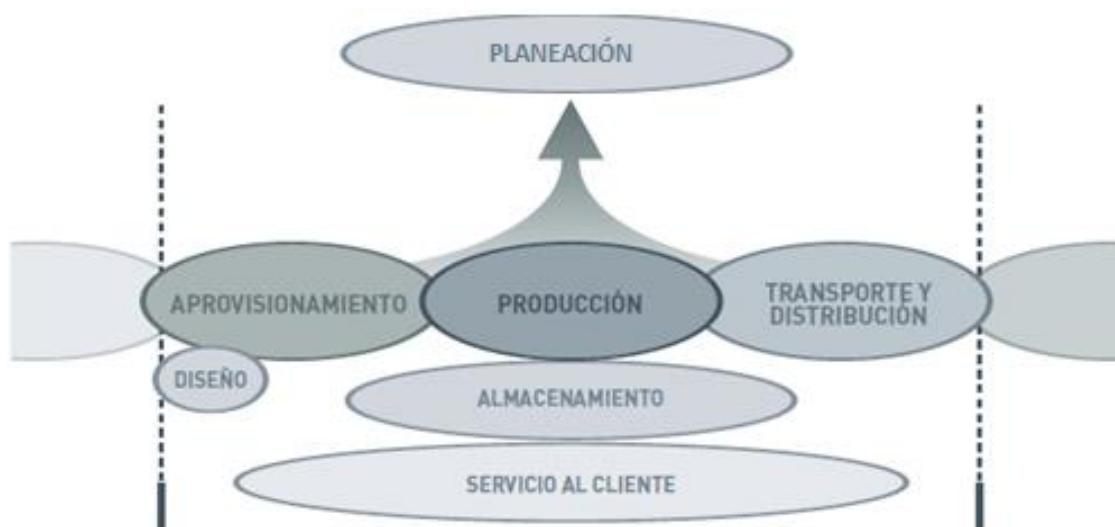 PLANEACIÓN
APROVISIONAMIENTO
PRODUCCIÓN
TRANSPORTE Y
DISTRIBUCIÓN
DISEÑO
ALMACENAMIENTO
SERVICIO AL CLIENTE